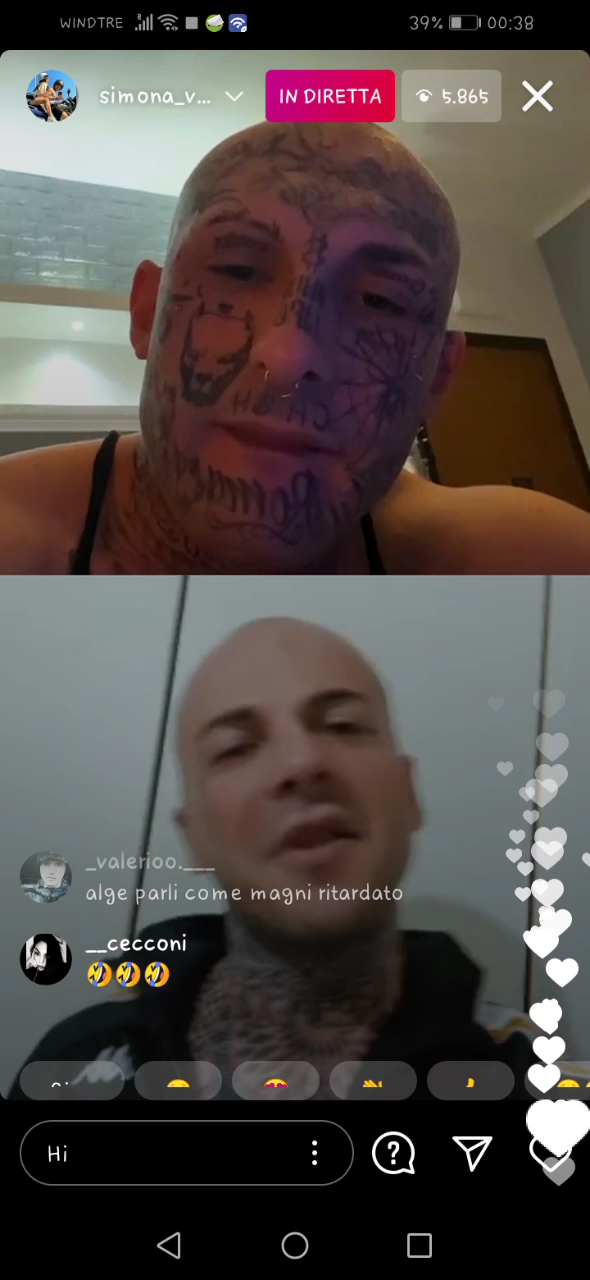 WINDTRE
39% 00:38
simona_v... IN DIRETTA 5.865
_valerioo.___
alge parli come magni ritardato
__cecconi
🤣🤣🤣
Hi